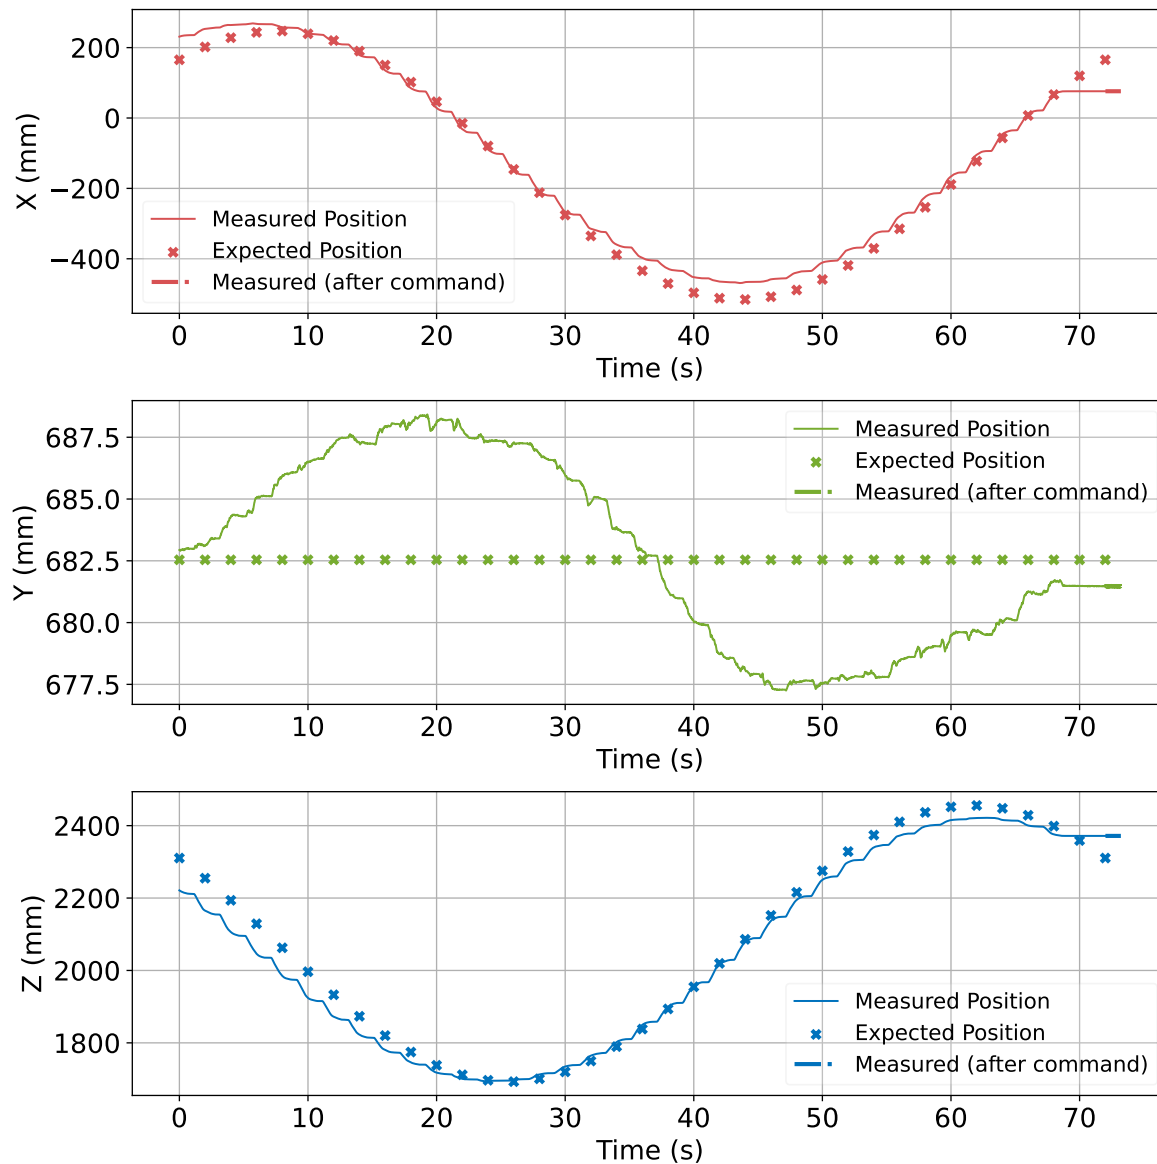 200
0
−200
−400
X (mm)
Measured Position
Expected Position
Measured (after command)
0 10 20 30 40 50 60 70
Time (s)
687.5
685.0
682.5
680.0
677.5
Y (mm)
Measured Position
Expected Position
Measured (after command)
0 10 20 30 40 50 60 70
Time (s)
2400
2200
2000
1800
Z (mm)
Measured Position
Expected Position
Measured (after command)
0 10 20 30 40 50 60 70
Time (s)